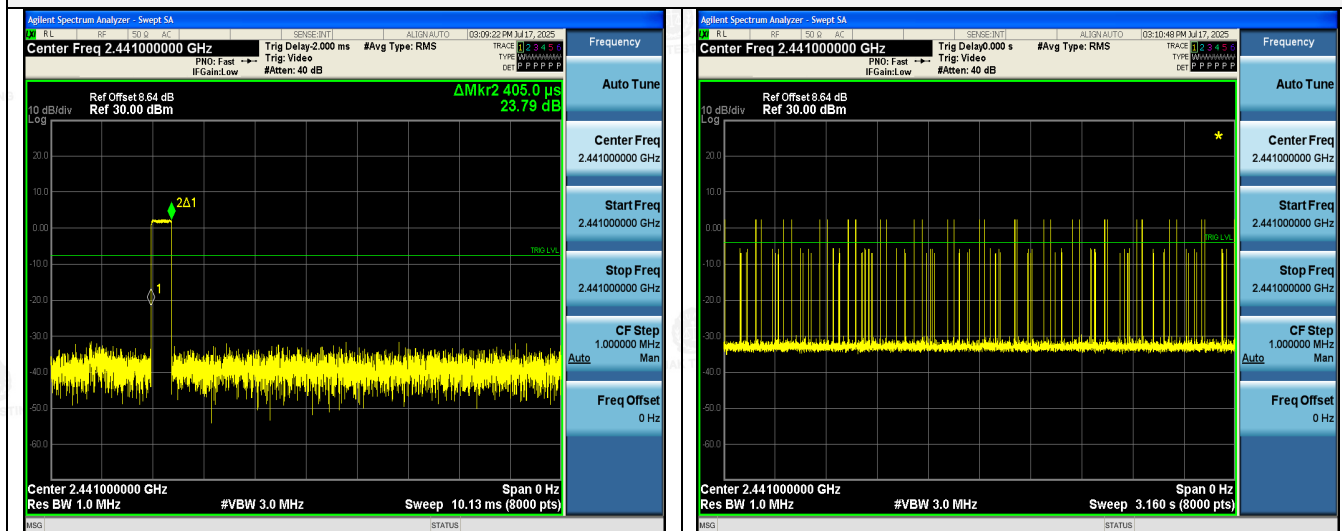 Agilent Spectrum Analyzer - Swept SA
LXI RL RF 50 Ω AC SENSE:INT ALIGN AUTO 03:09:22 PM Jul 17, 2025
Center Freq 2.441000000 GHz
Trig Delay-2.000 ms #Avg Type: RMS
TRACE 1 2 3 4 5 6
PNO: Fast Trig: Video
TYPE WWWWWW
IFGain:Low #Atten: 40 dB
DET P P P P P P
Frequency
ΔMkr2 405.0 µs
23.79 dB
Ref Offset 8.64 dB
10 dB/div Ref 30.00 dBm
Log
20.0
10.0
0.00
-10.0
-20.0
-30.0
-40.0
-50.0
-60.0
2Δ1
1
TRIG LVL
Center 2.441000000 GHz Span 0 Hz
Res BW 1.0 MHz #VBW 3.0 MHz Sweep 10.13 ms (8000 pts)
MSG STATUS
Auto Tune
Center Freq
2.441000000 GHz
Start Freq
2.441000000 GHz
Stop Freq
2.441000000 GHz
CF Step
1.000000 MHz
Auto Man
Freq Offset
0 Hz
Agilent Spectrum Analyzer - Swept SA
LXI RL RF 50 Ω AC SENSE:INT ALIGN AUTO 03:10:48 PM Jul 17, 2025
Center Freq 2.441000000 GHz
Trig Delay0.000 s #Avg Type: RMS
TRACE 1 2 3 4 5 6
PNO: Fast Trig: Video
TYPE WWWWWW
IFGain:Low #Atten: 40 dB
DET P P P P P P
Frequency
Ref Offset 8.64 dB
10 dB/div Ref 30.00 dBm
Log
*
20.0
10.0
0.00
-10.0
-20.0
-30.0
-40.0
-50.0
-60.0
TRIG LVL
Center 2.441000000 GHz Span 0 Hz
Res BW 1.0 MHz #VBW 3.0 MHz Sweep 3.160 s (8000 pts)
MSG STATUS
Auto Tune
Center Freq
2.441000000 GHz
Start Freq
2.441000000 GHz
Stop Freq
2.441000000 GHz
CF Step
1.000000 MHz
Auto Man
Freq Offset
0 Hz